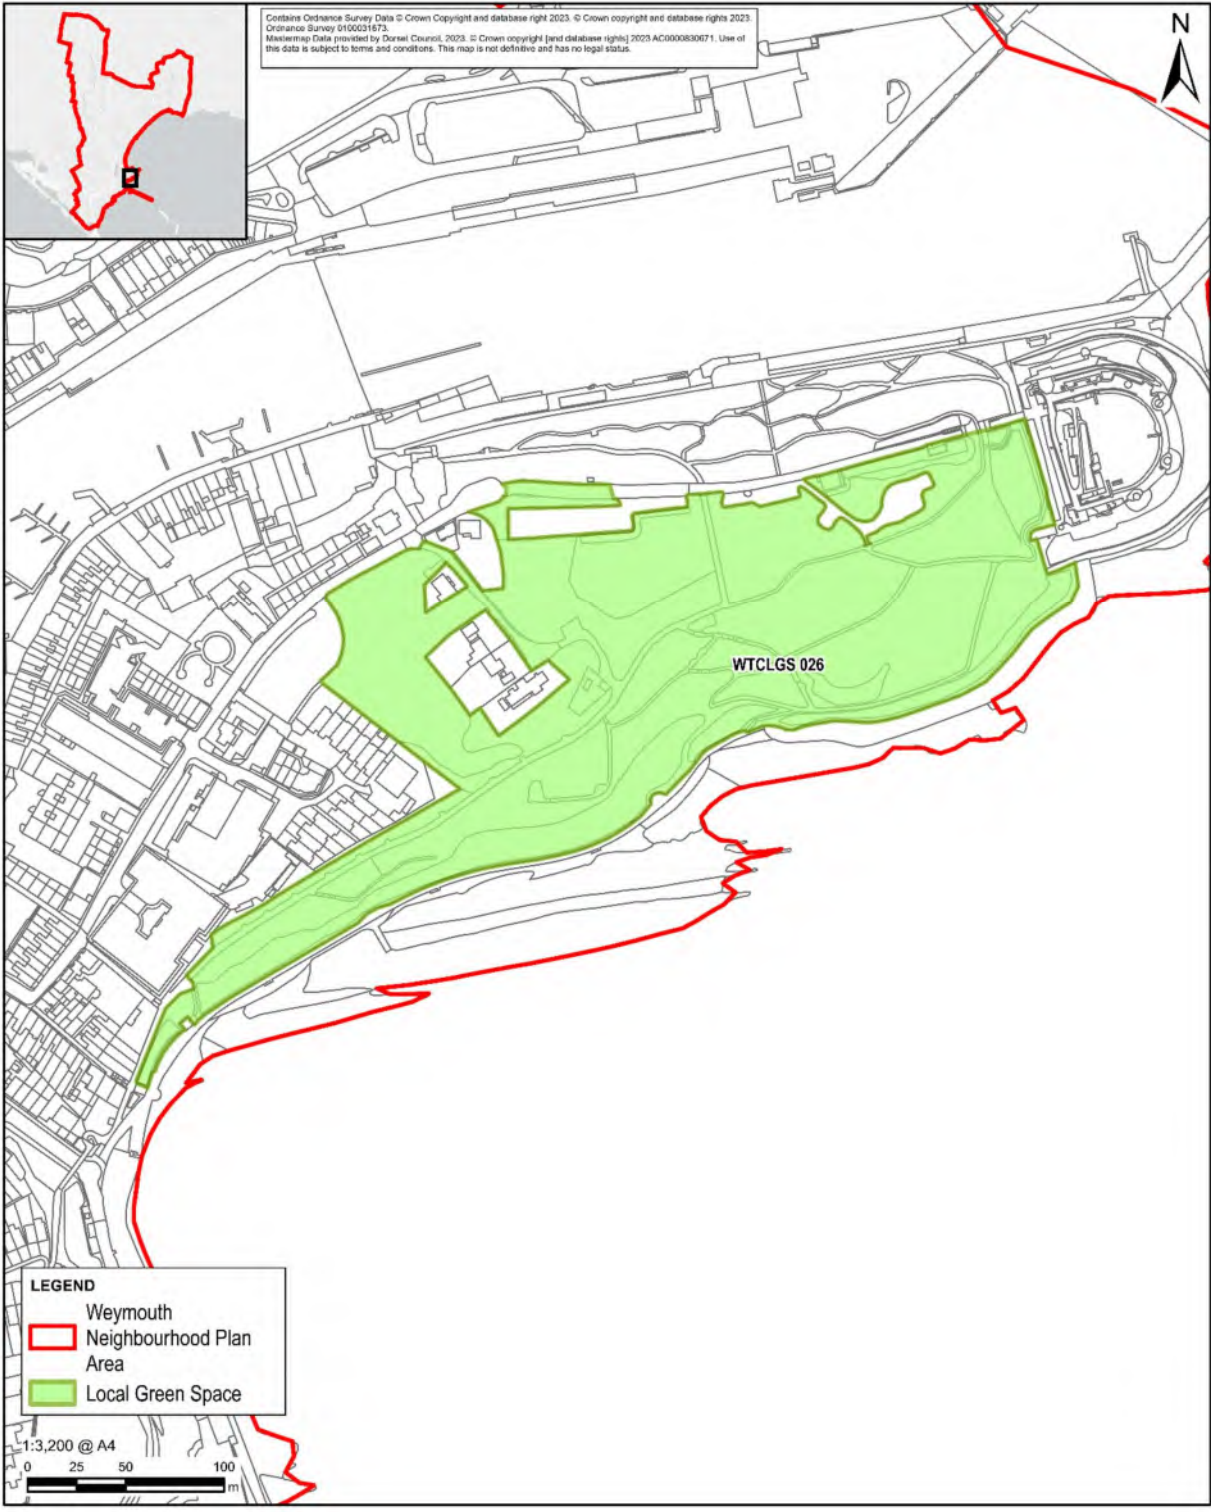 Contains Ordnance Survey Data © Crown Copyright and database right 2023. © Crown copyright and database rights 2023.
Ordnance Survey 0100031673.
Mastermap Data provided by Dorset Council, 2023. © Crown copyright [and database rights] 2023 AC0000830671. Use of
this data is subject to terms and conditions. This map is not definitive and has no legal status.
N
WTCLGS 026
LEGEND
Weymouth
Neighbourhood Plan
Area
Local Green Space
1:3,200 @ A4
0 25 50 100
m